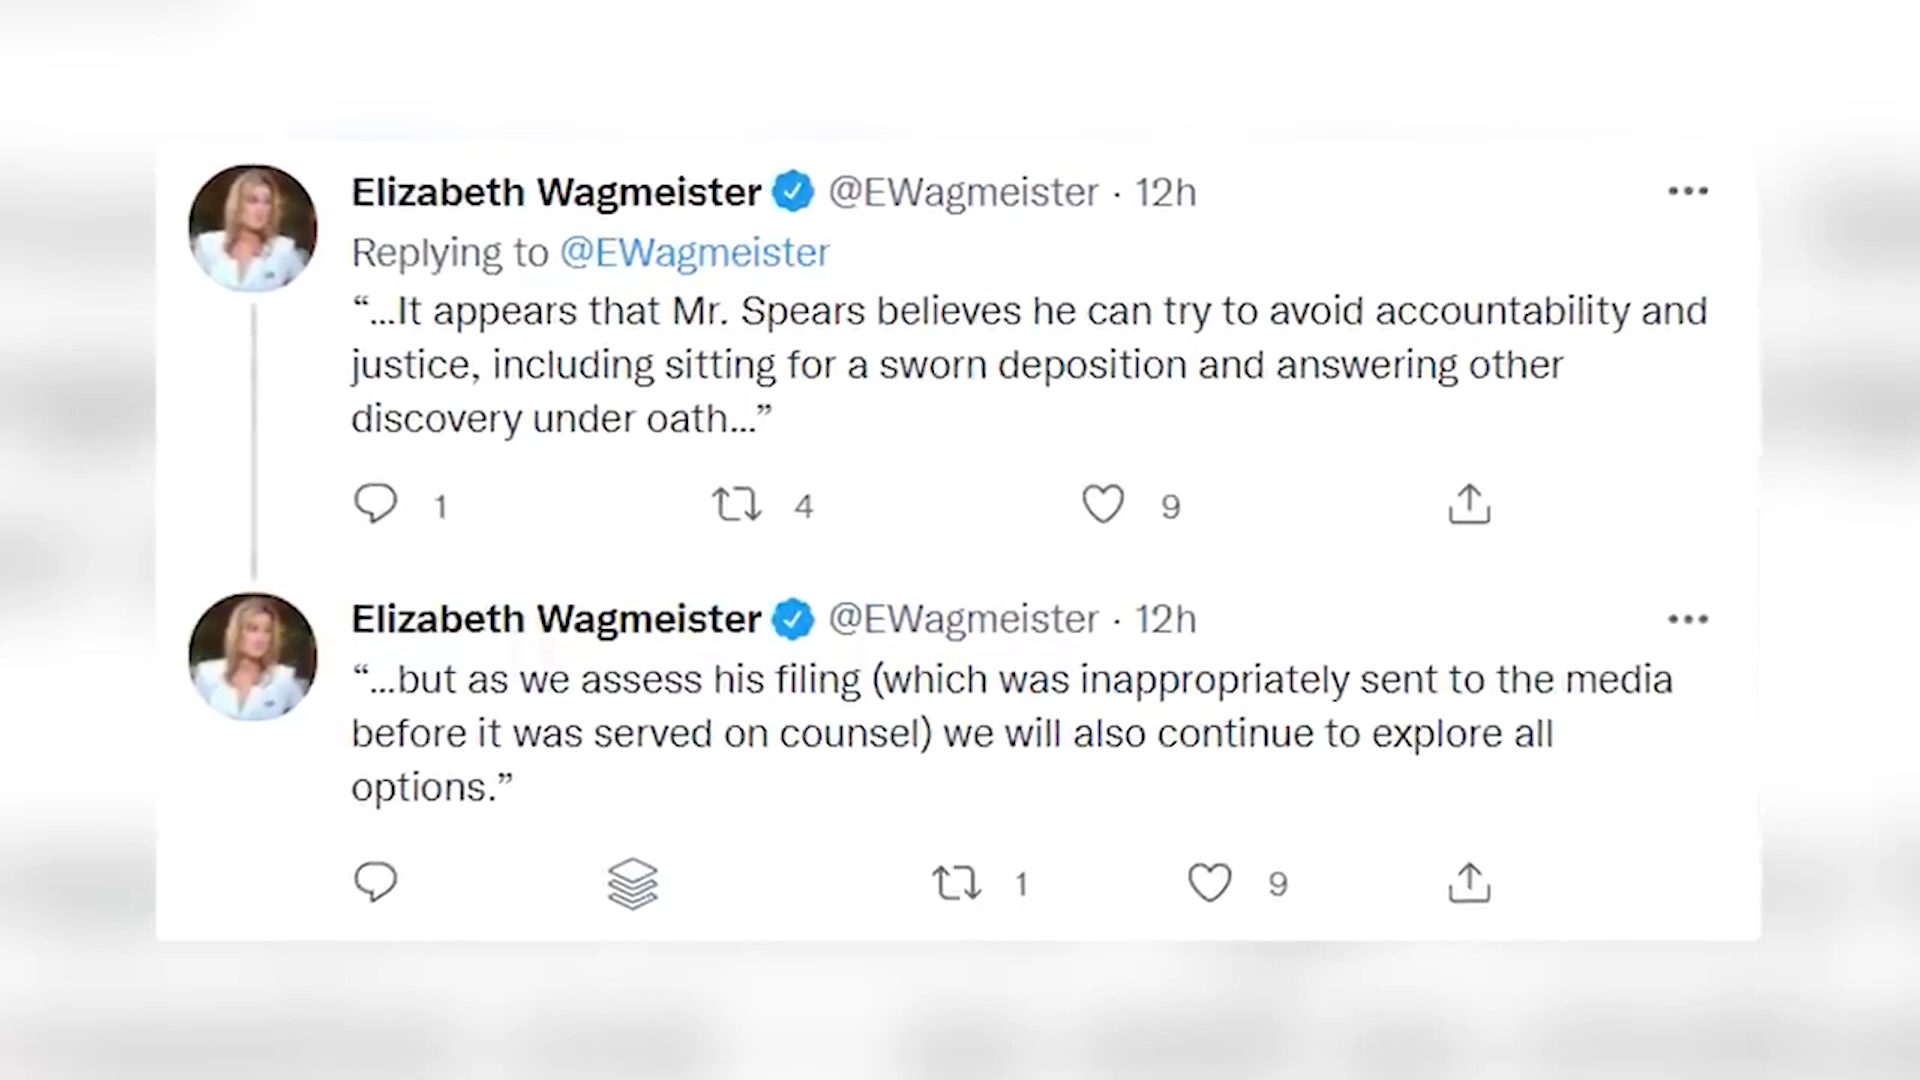 Elizabeth Wagmeister @EWagmeister · 12h
Replying to @EWagmeister
“...It appears that Mr. Spears believes he can try to avoid accountability and
justice, including sitting for a sworn deposition and answering other
discovery under oath...”
1 4 9
Elizabeth Wagmeister @EWagmeister · 12h
“...but as we assess his filing (which was inappropriately sent to the media
before it was served on counsel) we will also continue to explore all
options.”
1 9